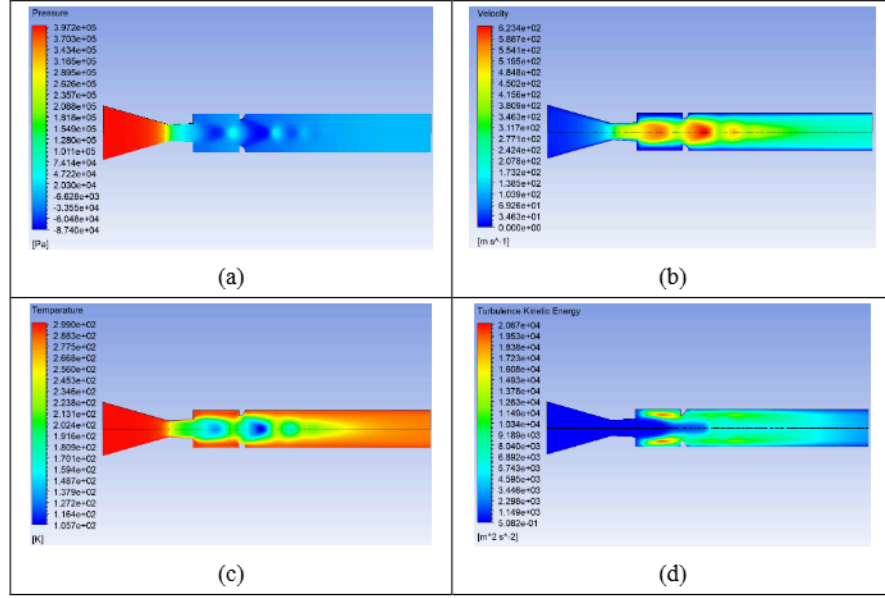 Pressure
3.972e+05
3.703e+05
3.434e+05
3.165e+05
2.895e+05
2.626e+05
2.357e+05
2.088e+05
1.818e+05
1.549e+05
1.280e+05
1.011e+05
7.414e+04
4.722e+04
2.030e+04
-6.628e+03
-3.355e+04
-6.048e+04
-8.740e+04
[Pa]
(a)
Velocity
6.234e+02
5.887e+02
5.541e+02
5.195e+02
4.848e+02
4.502e+02
4.156e+02
3.809e+02
3.463e+02
3.117e+02
2.771e+02
2.424e+02
2.078e+02
1.732e+02
1.385e+02
1.039e+02
6.926e+01
3.463e+01
0.000e+00
[m s^-1]
(b)
Temperature
2.990e+02
2.883e+02
2.775e+02
2.668e+02
2.560e+02
2.453e+02
2.346e+02
2.238e+02
2.131e+02
2.024e+02
1.916e+02
1.809e+02
1.701e+02
1.594e+02
1.487e+02
1.379e+02
1.272e+02
1.164e+02
1.057e+02
[K]
(c)
Turbulence Kinetic Energy
2.067e+04
1.953e+04
1.838e+04
1.723e+04
1.608e+04
1.493e+04
1.378e+04
1.263e+04
1.149e+04
1.034e+04
9.189e+03
8.040e+03
6.892e+03
5.743e+03
4.595e+03
3.446e+03
2.298e+03
1.149e+03
5.082e-01
[m^2 s^-2]
(d)